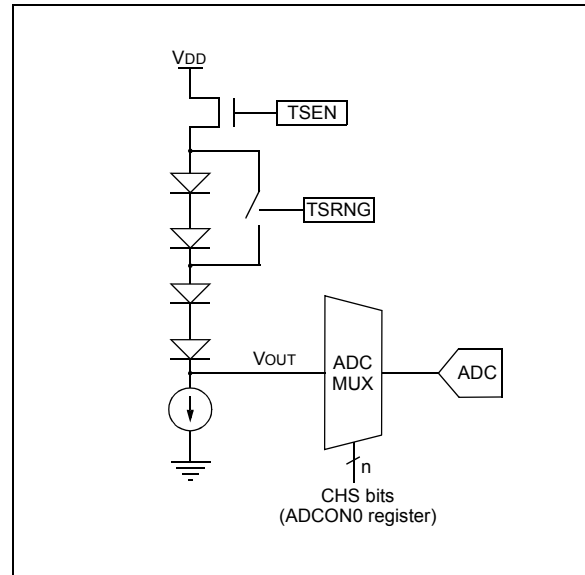 VDD
TSEN
TSRNG
VOUT
ADC
MUX
ADC
n
CHS bits
(ADCON0 register)